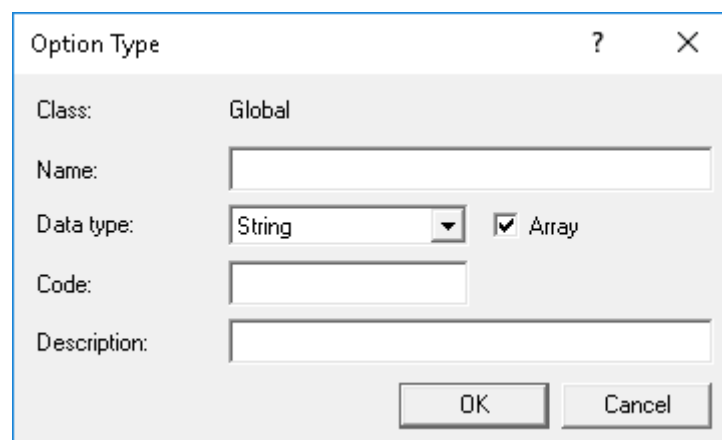 Option Type ?
Class: Global
Name:
Data type: String Array
Code:
Description:
OK Cancel